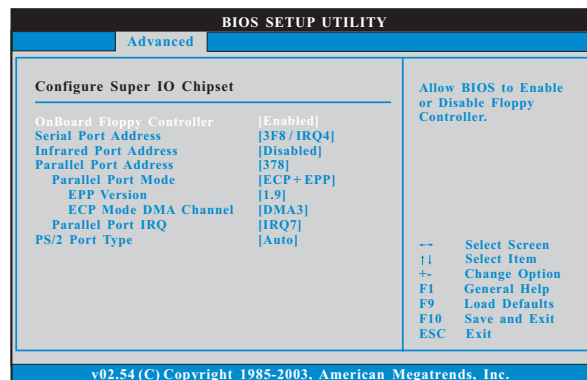 BIOS SETUP UTILITY
Advanced
Configure Super IO Chipset
OnBoard Floppy Controller [Enabled]
Serial Port Address [3F8 / IRQ4]
Infrared Port Address [Disabled]
Parallel Port Address [378]
Parallel Port Mode [ECP + EPP]
EPP Version [1.9]
ECP Mode DMA Channel [DMA3]
Parallel Port IRQ [IRQ7]
PS/2 Port Type [Auto]
Allow BIOS to Enable
or Disable Floppy
Controller.
←→ Select Screen
↑↓ Select Item
+- Change Option
F1 General Help
F9 Load Defaults
F10 Save and Exit
ESC Exit
v02.54 (C) Copyright 1985-2003, American Megatrends, Inc.